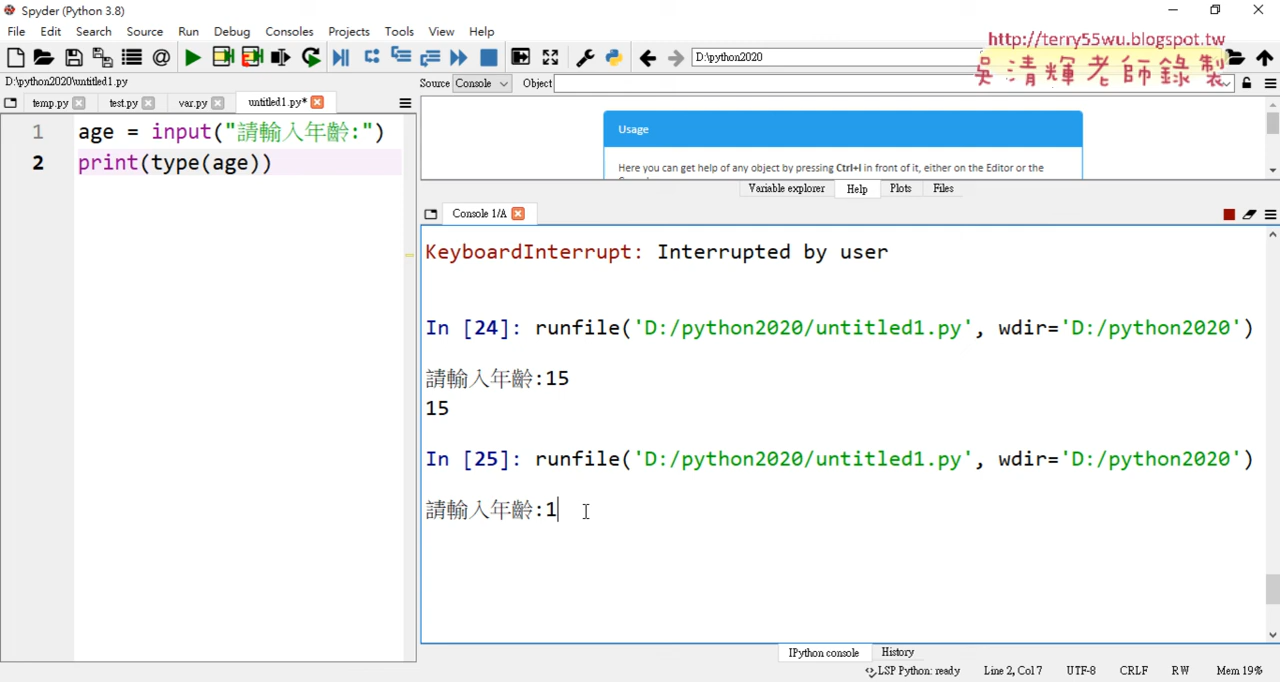 Spyder (Python 3.8)
File Edit Search Source Run Debug Consoles Projects Tools View Help
D:\python2020
http://terry55wu.blogspot.tw
吳清輝老師錄製
D:\python2020\untitled1.py
Source Console Object
temp.py test.py var.py untitled1.py*
1 age = input("請輸入年齡:")
2 print(type(age))
Usage
Here you can get help of any object by pressing Ctrl+I in front of it, either on the Editor or the
Variable explorer Help Plots Files
Console 1/A
KeyboardInterrupt: Interrupted by user
In [24]: runfile('D:/python2020/untitled1.py', wdir='D:/python2020')
請輸入年齡:15
15
In [25]: runfile('D:/python2020/untitled1.py', wdir='D:/python2020')
請輸入年齡:1
IPython console History
LSP Python: ready Line 2, Col 7 UTF-8 CRLF RW Mem 19%